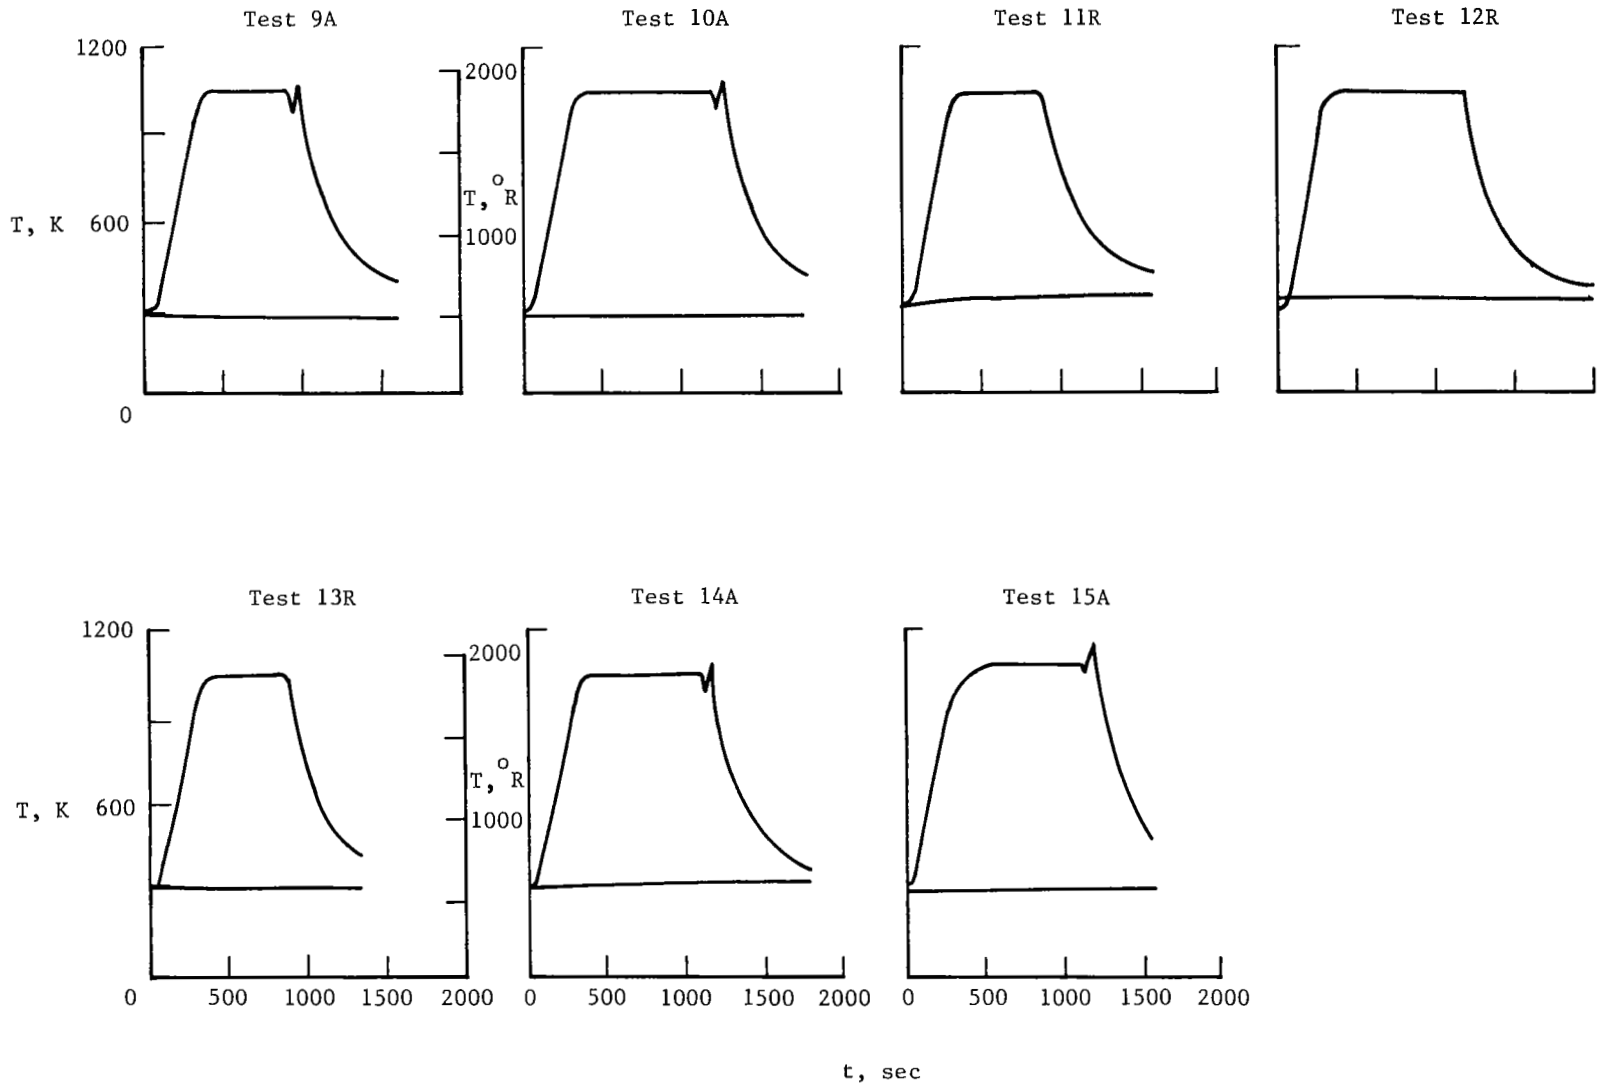 Test 9A
Test 10A
Test 11R
Test 12R
1200
2000
T, °R
T, K 600
1000
0
Test 13R
Test 14A
Test 15A
1200
2000
T, °R
T, K 600
1000
0 500 1000 1500 2000
0 500 1000 1500 2000
0 500 1000 1500 2000
t, sec